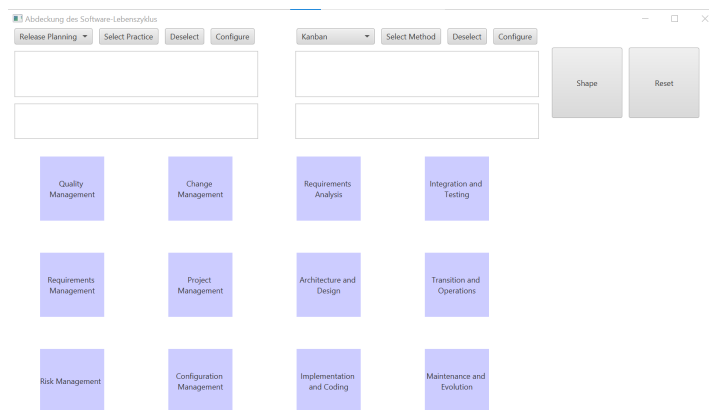 Abdeckung des Software-Lebenszyklus
Release Planning Select Practice Deselect Configure Kanban Select Method Deselect Configure
Shape Reset
Quality
Management
Change
Management
Requirements
Analysis
Integration and
Testing
Requirements
Management
Project
Management
Architecture and
Design
Transition and
Operations
Risk Management
Configuration
Management
Implementation
and Coding
Maintenance and
Evolution